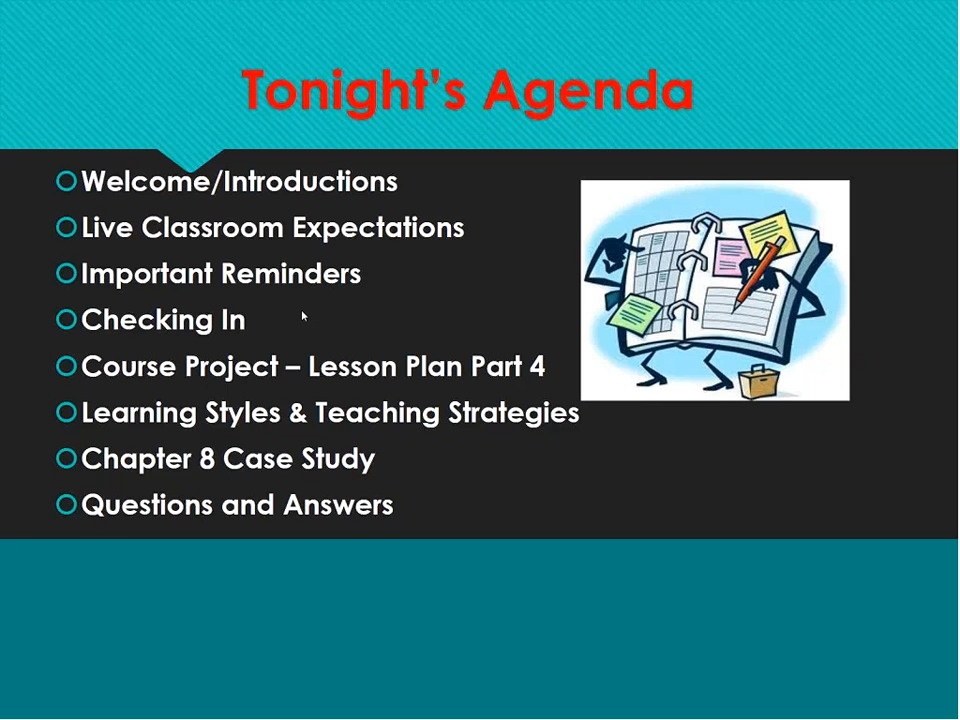 Tonight's Agenda
Welcome/Introductions
Live Classroom Expectations
Important Reminders
Checking In
Course Project – Lesson Plan Part 4
Learning Styles & Teaching Strategies
Chapter 8 Case Study
Questions and Answers